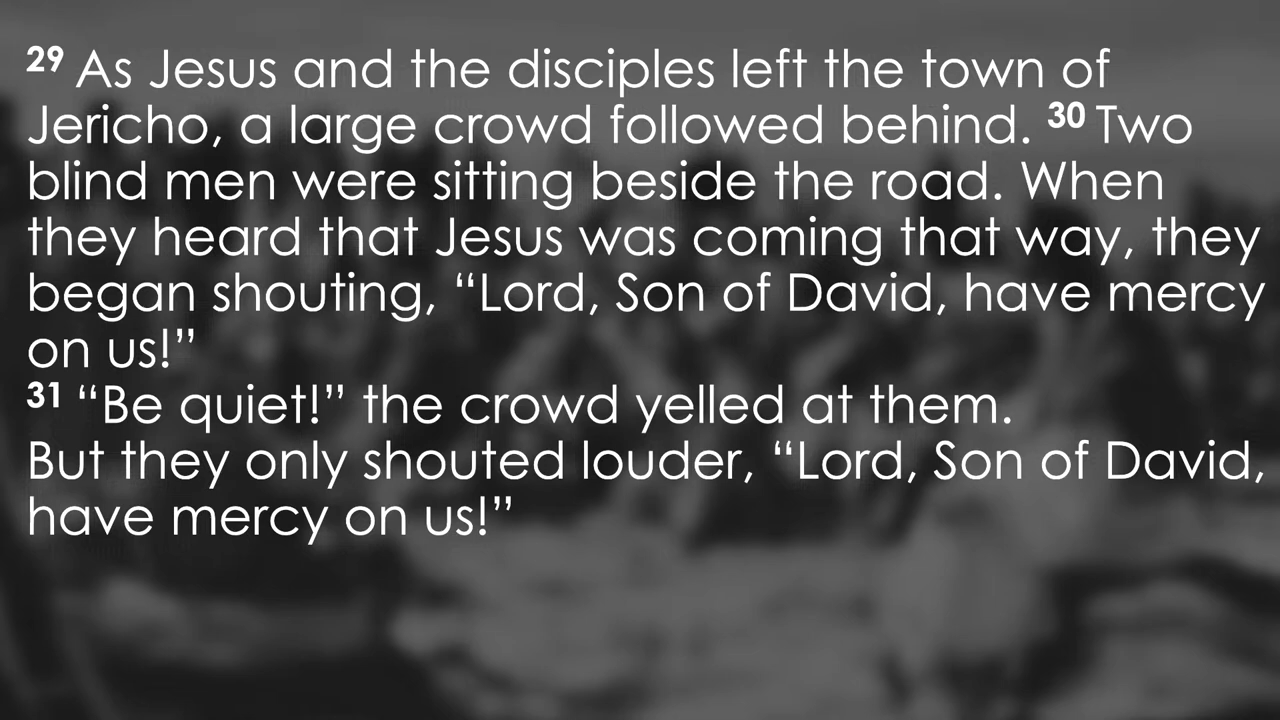 29 As Jesus and the disciples left the town of
Jericho, a large crowd followed behind. 30 Two
blind men were sitting beside the road. When
they heard that Jesus was coming that way, they
began shouting, “Lord, Son of David, have mercy
on us!”
31 “Be quiet!” the crowd yelled at them.
But they only shouted louder, “Lord, Son of David,
have mercy on us!”